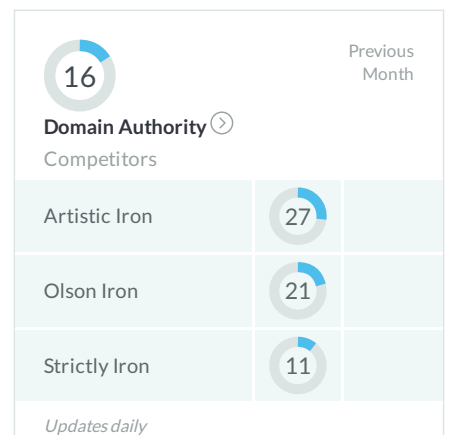 16
Previous
Month
Domain Authority
Competitors
Artistic Iron 27
Olson Iron 21
Strictly Iron 11
Updates daily